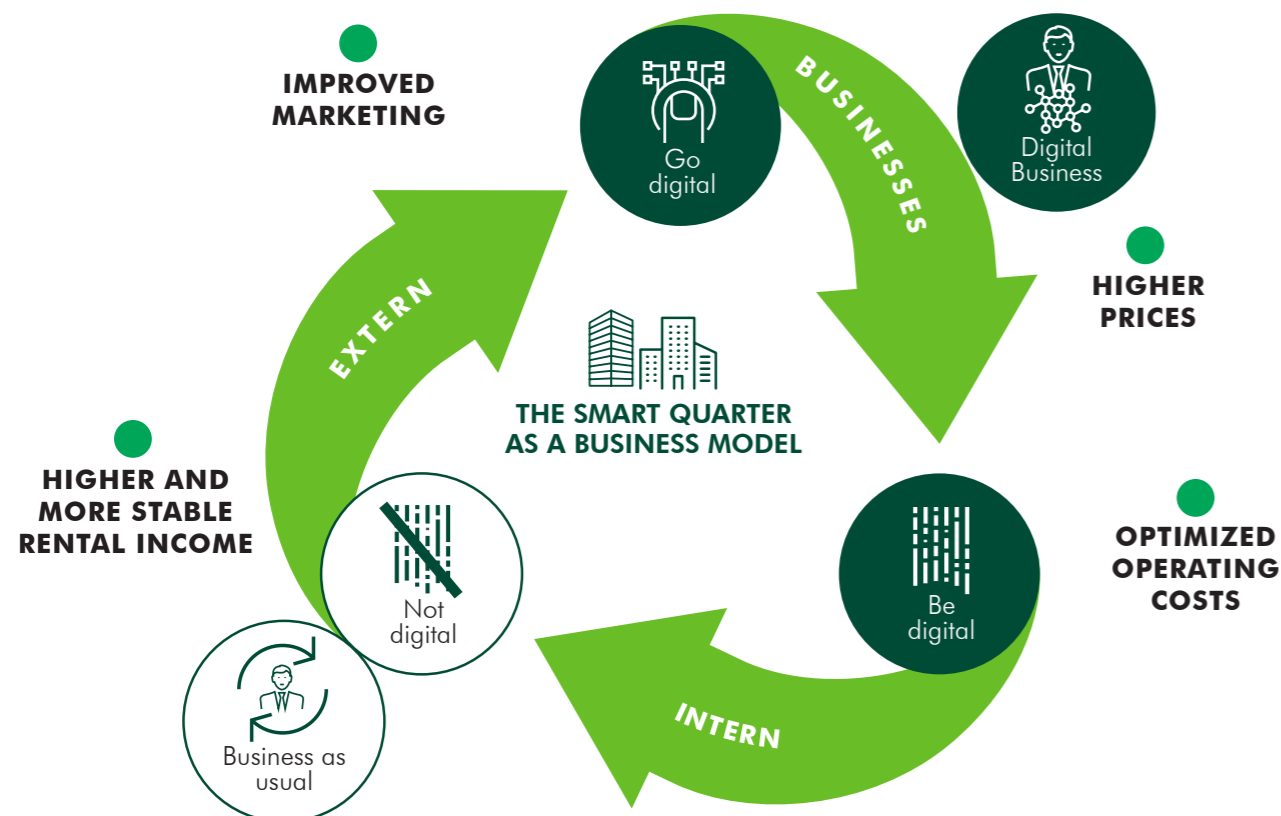 IMPROVED
MARKETING
Go
digital
BUSINESSES
Digital
Business
HIGHER
PRICES
EXTERN
THE SMART QUARTER
AS A BUSINESS MODEL
HIGHER AND
MORE STABLE
RENTAL INCOME
OPTIMIZED
OPERATING
COSTS
Not
digital
Be
digital
INTERN
Business as
usual